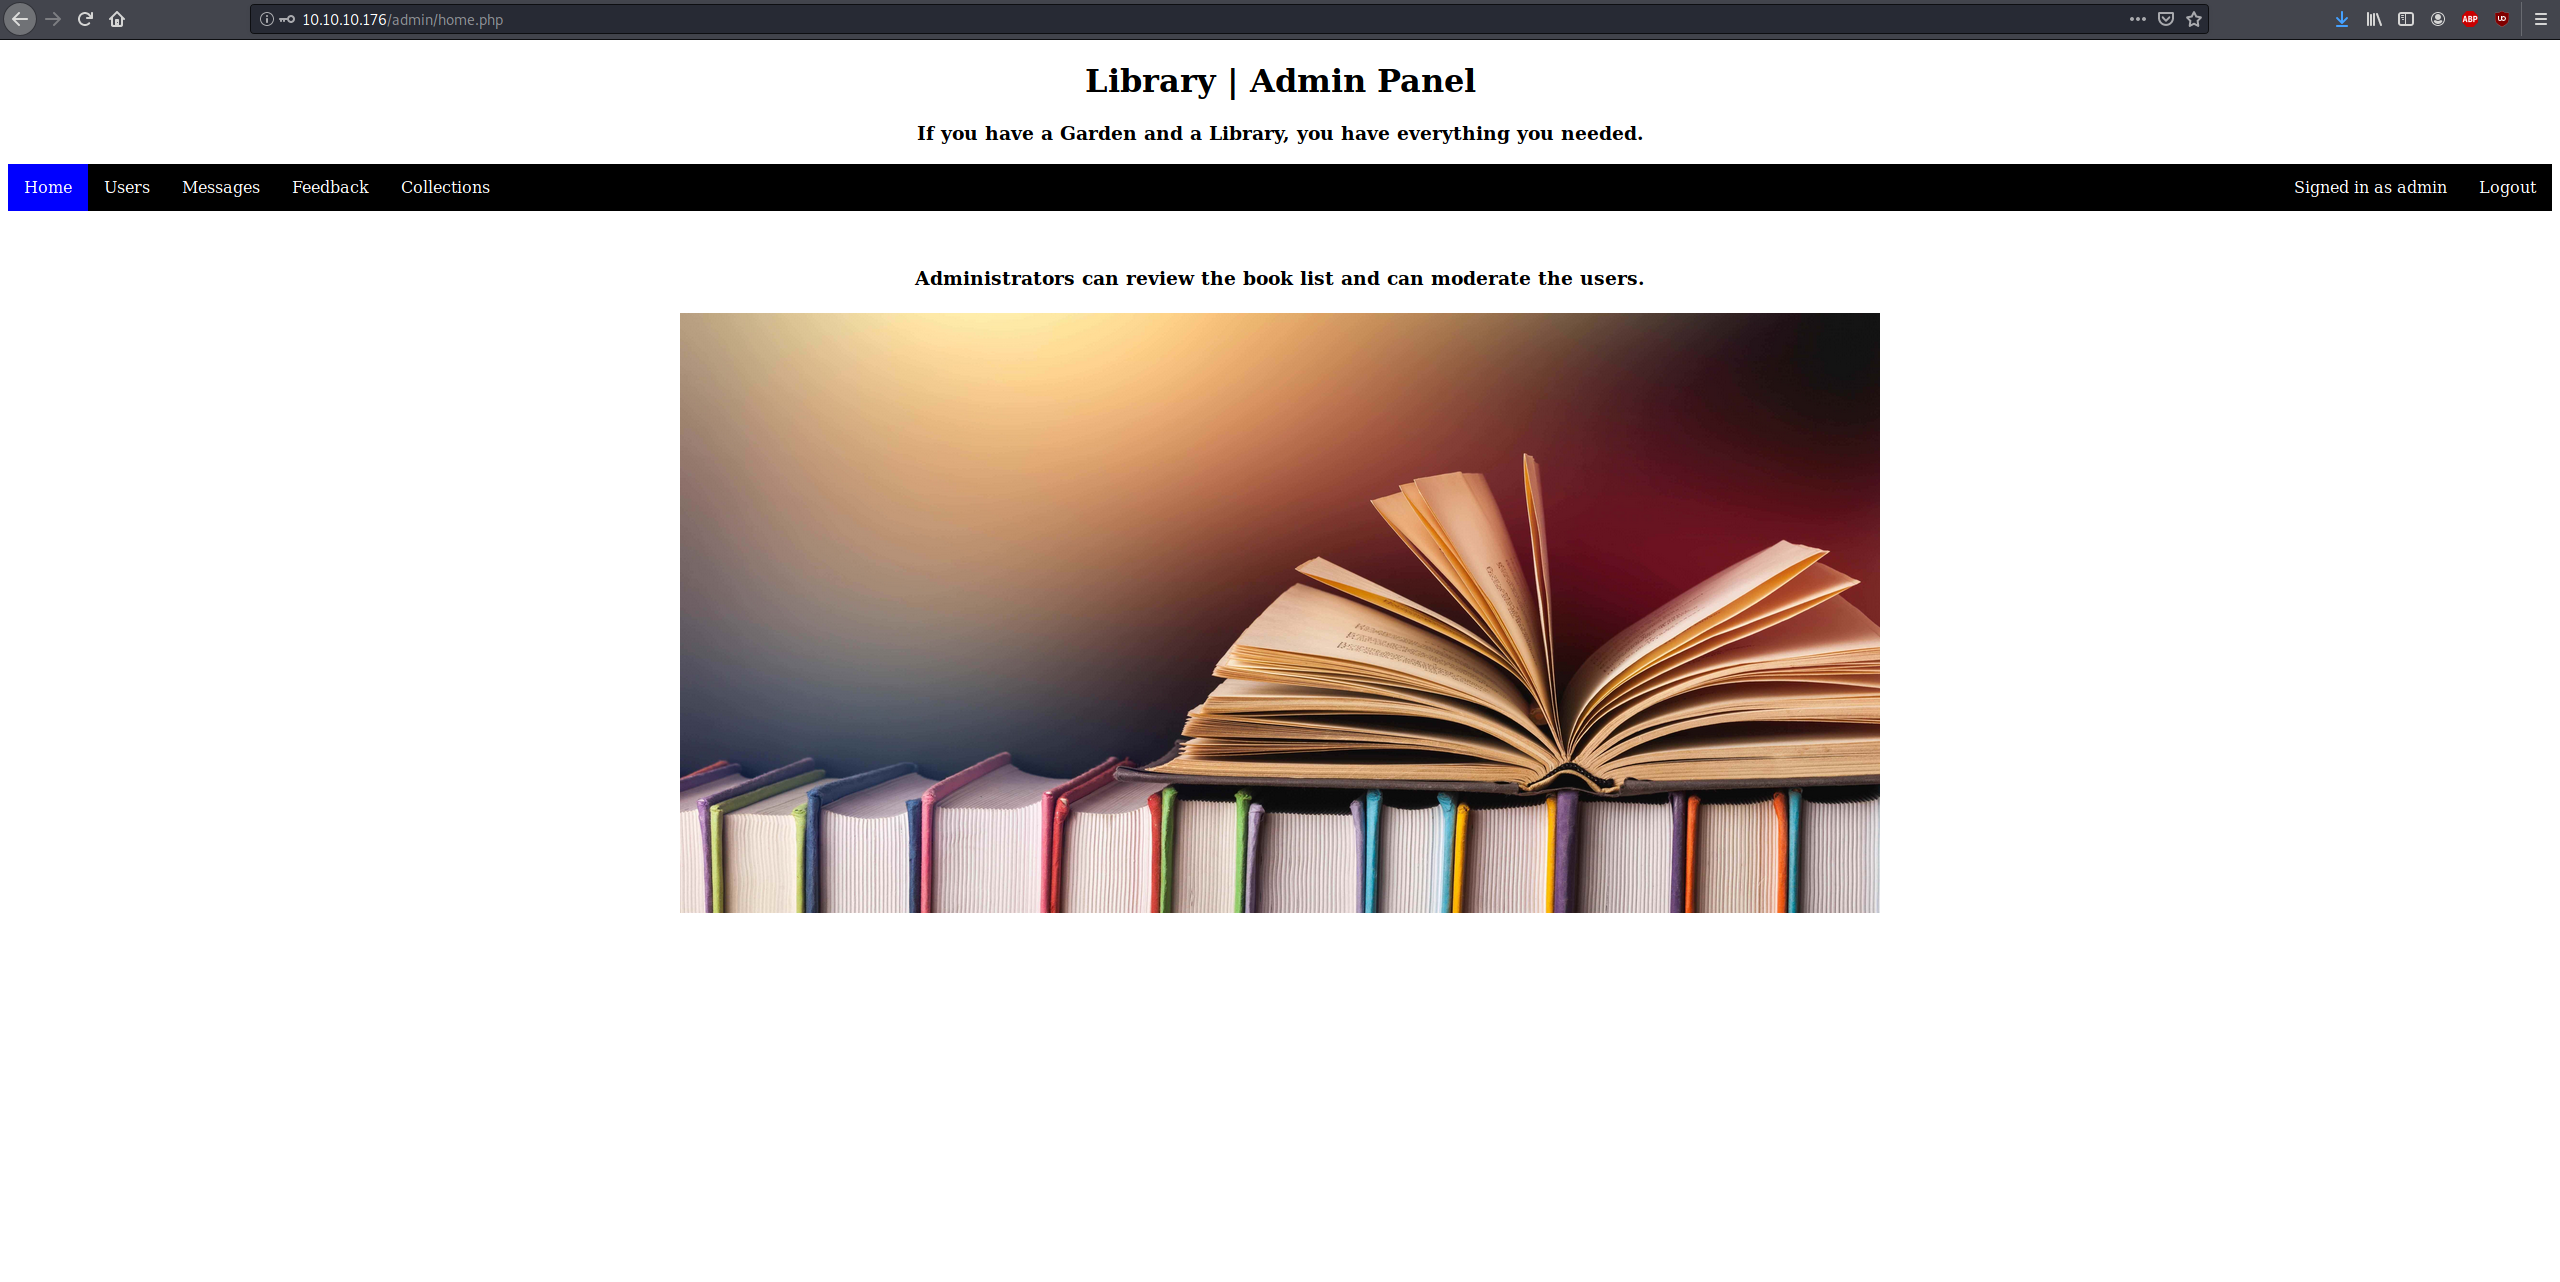 10.10.10.176/admin/home.php
ABP
Library | Admin Panel
If you have a Garden and a Library, you have everything you needed.
Home Users Messages Feedback Collections Signed in as admin Logout
Administrators can review the book list and can moderate the users.